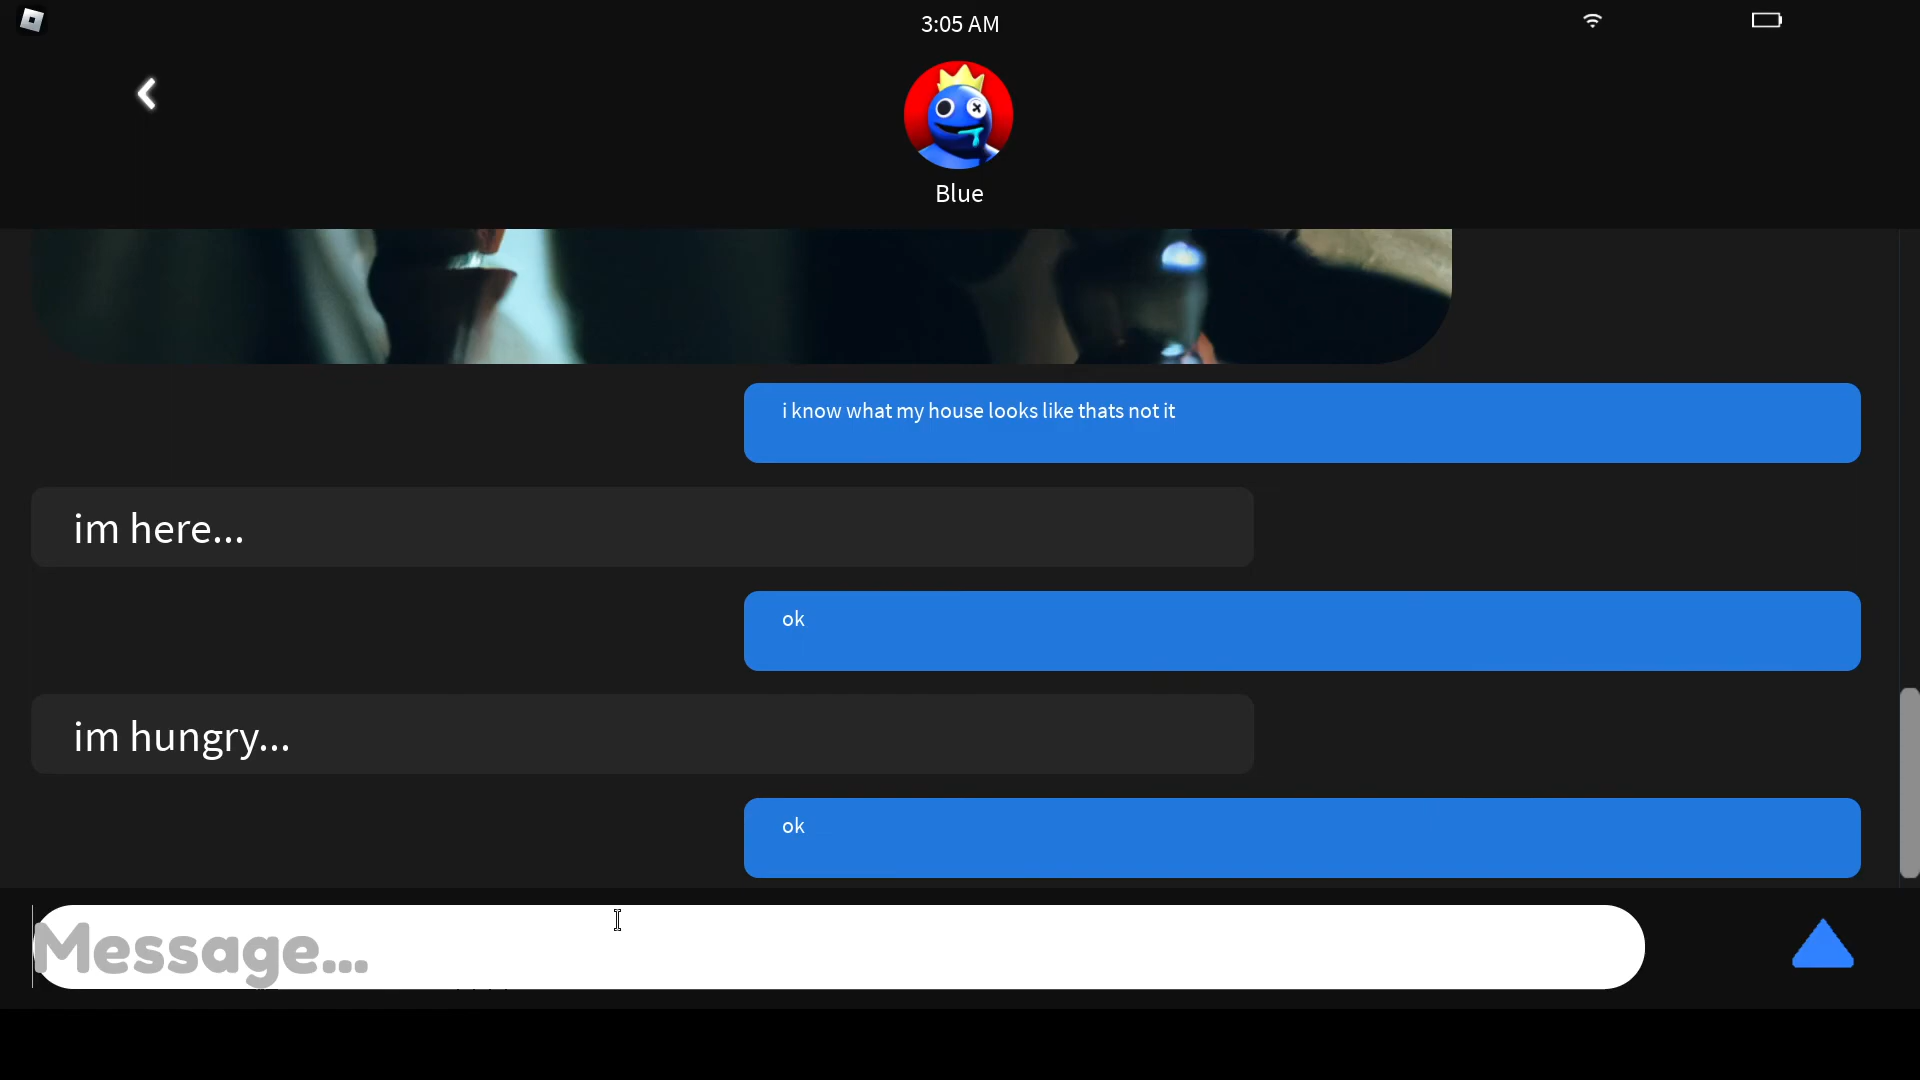 3:05 AM
Blue
i know what my house looks like thats not it
im here...
ok
im hungry...
ok
Message...